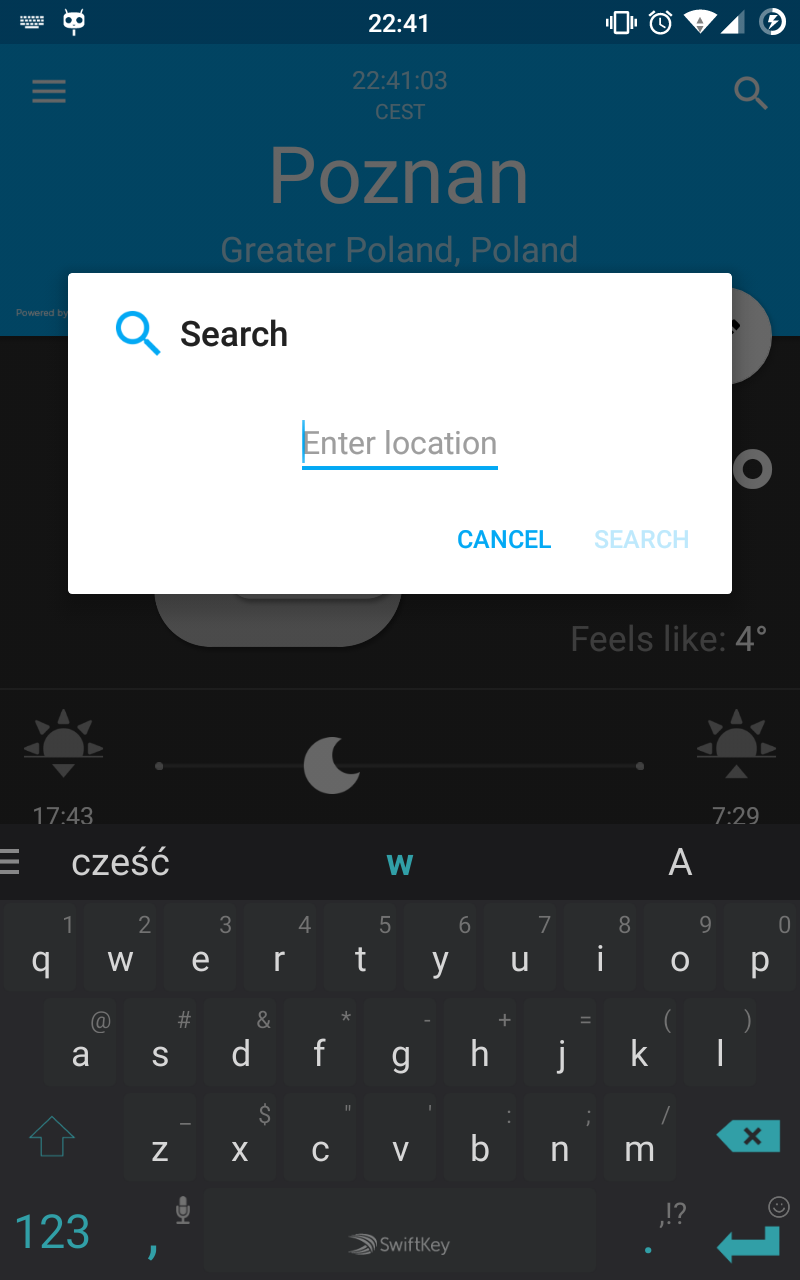 22:41
22:41:03
CEST
Poznan
Greater Poland, Poland
Powered by
Search
Enter location
CANCEL SEARCH
Feels like: 4°
17:43 7:29
cześć w A
1 2 3 4 5 6 7 8 9 0
q w e r t y u i o p
@ # & * - + = ( )
a s d f g h j k l
_ $ " ' : ; /
z x c v b n m
123 , SwiftKey . ,!?